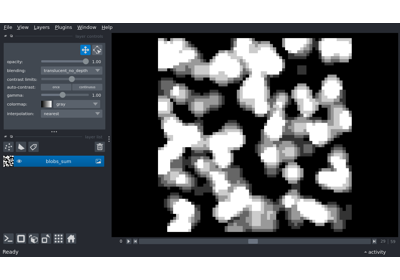 File View Layers Plugins Window Help
opacity: 1.00
blending: translucent_no_depth
contrast limits:
auto-contrast: once continuous
gamma: 1.00
colormap: gray
interpolation: nearest
blobs_sum
Ready
activity